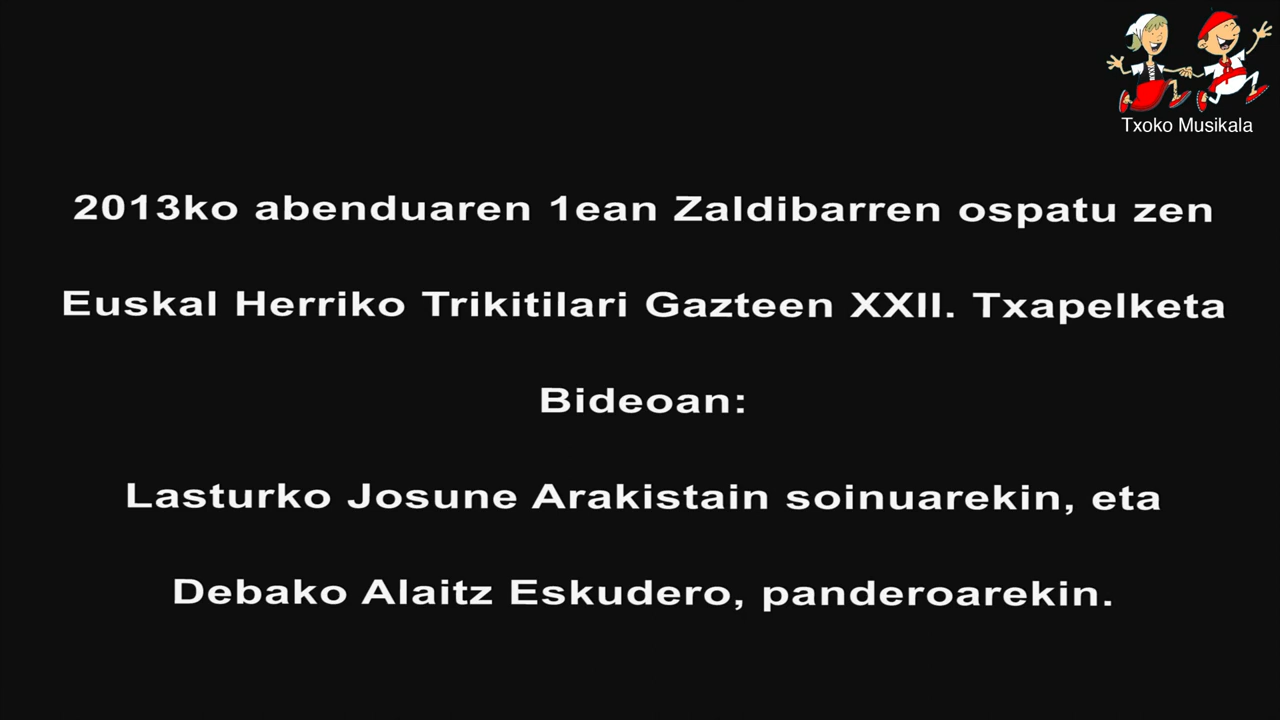 Txoko Musikala
2013ko abenduaren 1ean Zaldibarren ospatu zen
Euskal Herriko Trikitilari Gazteen XXII. Txapelketa
Bideoan:
Lasturko Josune Arakistain soinuarekin, eta
Debako Alaitz Eskudero, panderoarekin.